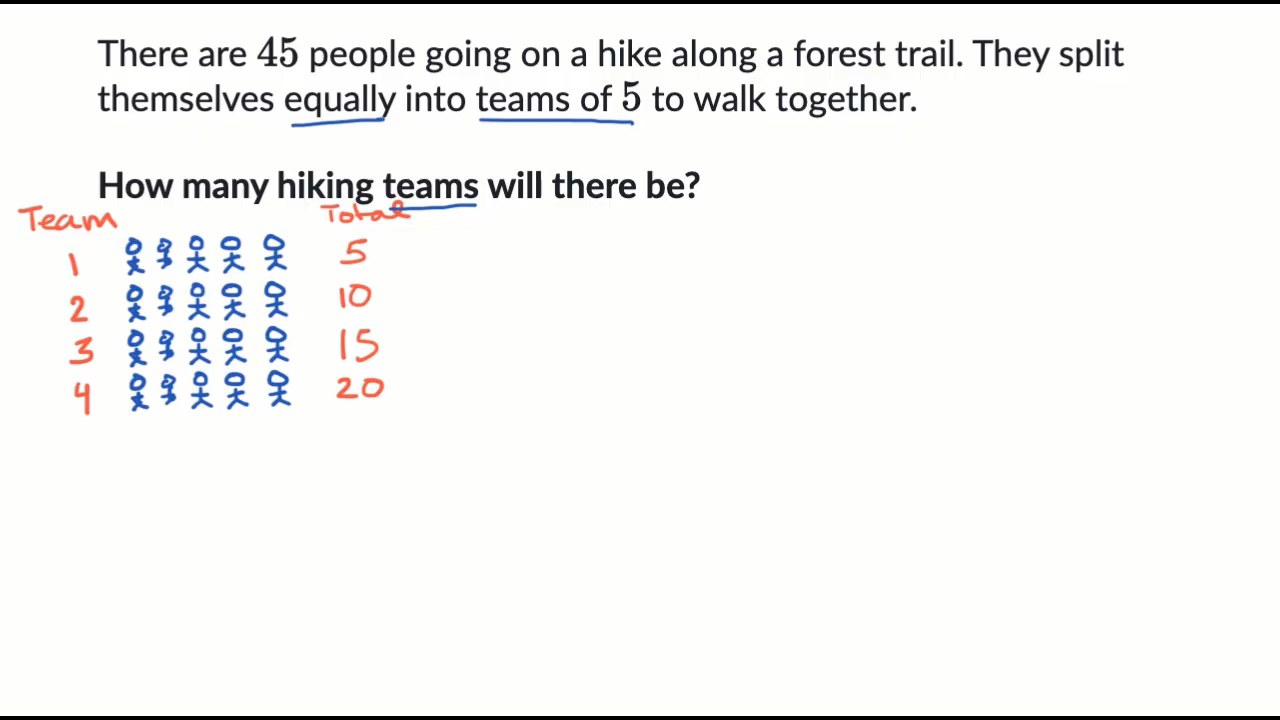 There are 45 people going on a hike along a forest trail. They split
themselves equally into teams of 5 to walk together.
How many hiking teams will there be?
Team Total
1 5
2 10
3 15
4 20